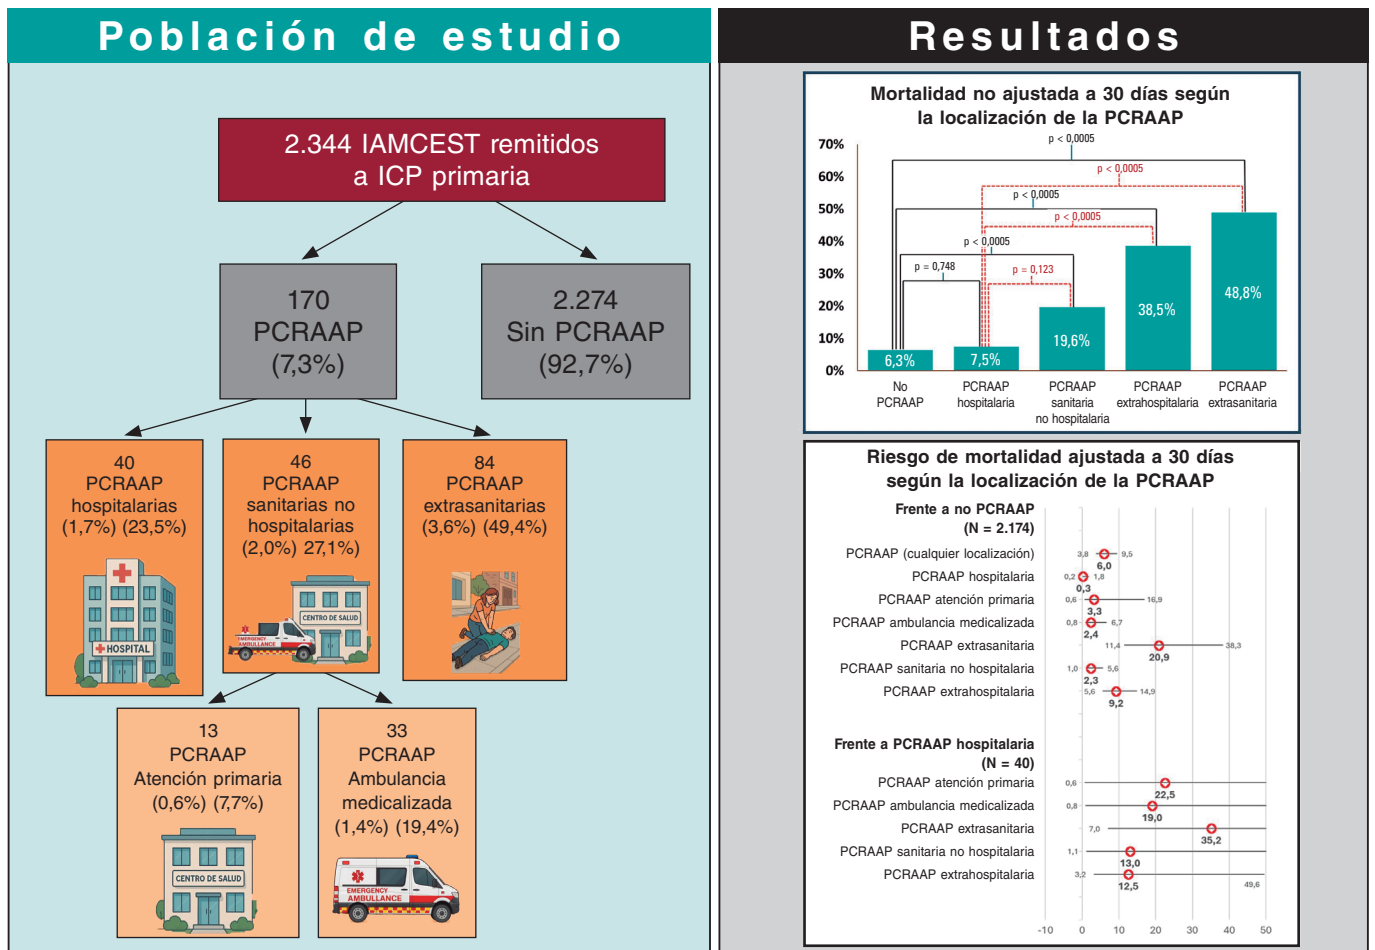 Población de estudio
2.344 IAMCEST remitidos
a ICP primaria
170
PCRAAP
(7,3%)
2.274
Sin PCRAAP
(92,7%)
40
PCRAAP
hospitalarias
(1,7%) (23,5%)
HOSPITAL
46
PCRAAP
sanitarias no
hospitalarias
(2,0%) 27,1%)
CENTRO DE SALUD
EMERGENCY
AMBULANCE
84
PCRAAP
extrasanitarias
(3,6%) (49,4%)
13
PCRAAP
Atención primaria
(0,6%) (7,7%)
CENTRO DE SALUD
33
PCRAAP
Ambulancia
medicalizada
(1,4%) (19,4%)
EMERGENCY
AMBULANCE
Resultados
Mortalidad no ajustada a 30 días según
la localización de la PCRAAP
70%
60%
50%
40%
30%
20%
10%
0%
p < 0,0005
p < 0,0005
p < 0,0005
p < 0,0005
p < 0,0005
p = 0,748
p = 0,123
6,3%
7,5%
19,6%
38,5%
48,8%
No
PCRAAP
PCRAAP
hospitalaria
PCRAAP
sanitaria
no hospitalaria
PCRAAP
extrahospitalaria
PCRAAP
extrasanitaria
Riesgo de mortalidad ajustada a 30 días
según la localización de la PCRAAP
Frente a no PCRAAP
(N = 2.174)
PCRAAP (cualquier localización) 3,8 9,5
6,0
PCRAAP hospitalaria 0,2 1,8
0,3
PCRAAP atención primaria 0,6 16,9
3,3
PCRAAP ambulancia medicalizada 0,8 6,7
2,4
PCRAAP extrasanitaria 11,4 38,3
20,9
PCRAAP sanitaria no hospitalaria 1,0 5,6
2,3
PCRAAP extrahospitalaria 5,6 14,9
9,2
Frente a PCRAAP hospitalaria
(N = 40)
PCRAAP atención primaria 0,6
22,5
PCRAAP ambulancia medicalizada 0,8
19,0
PCRAAP extrasanitaria 7,0
35,2
PCRAAP sanitaria no hospitalaria 1,1
13,0
PCRAAP extrahospitalaria 3,2
12,5 49,6
-10 0 10 20 30 40 50